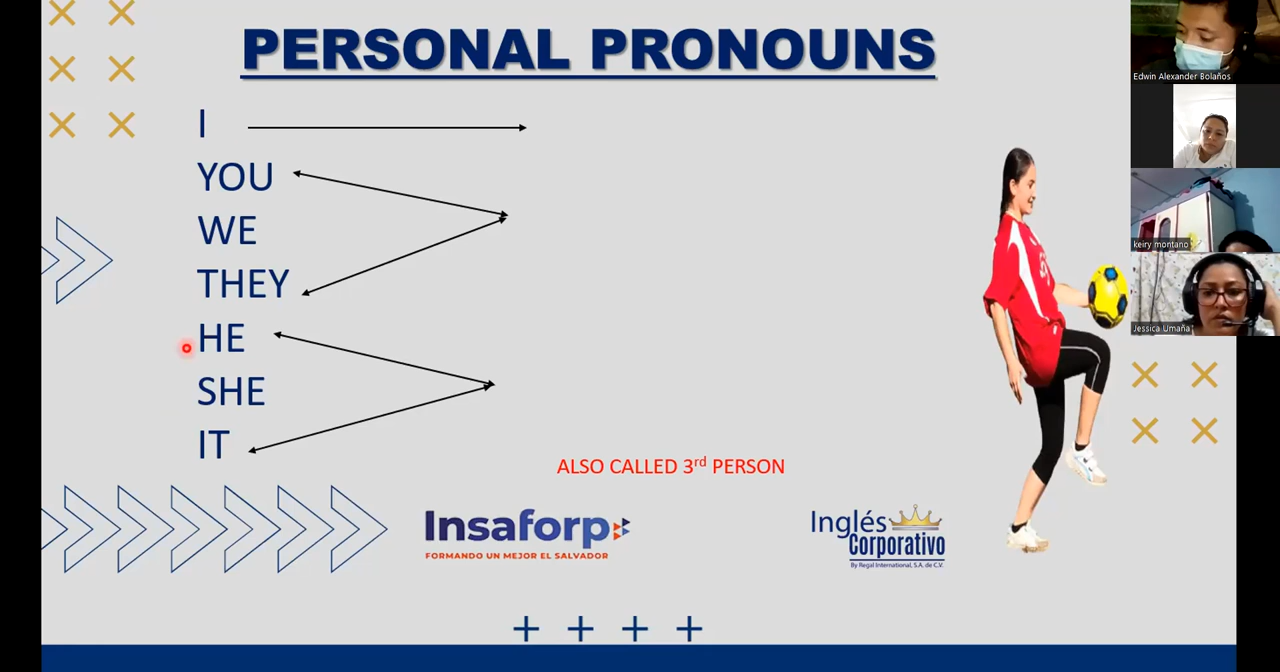 PERSONAL PRONOUNS
I
YOU
WE
THEY
HE
SHE
IT
ALSO CALLED 3rd PERSON
Insaforp
FORMANDO UN MEJOR EL SALVADOR
Inglés
Corporativo
By Regal International, S.A. de C.V.
Edwin Alexander Bolaños
keiry montano
Jessica Umaña